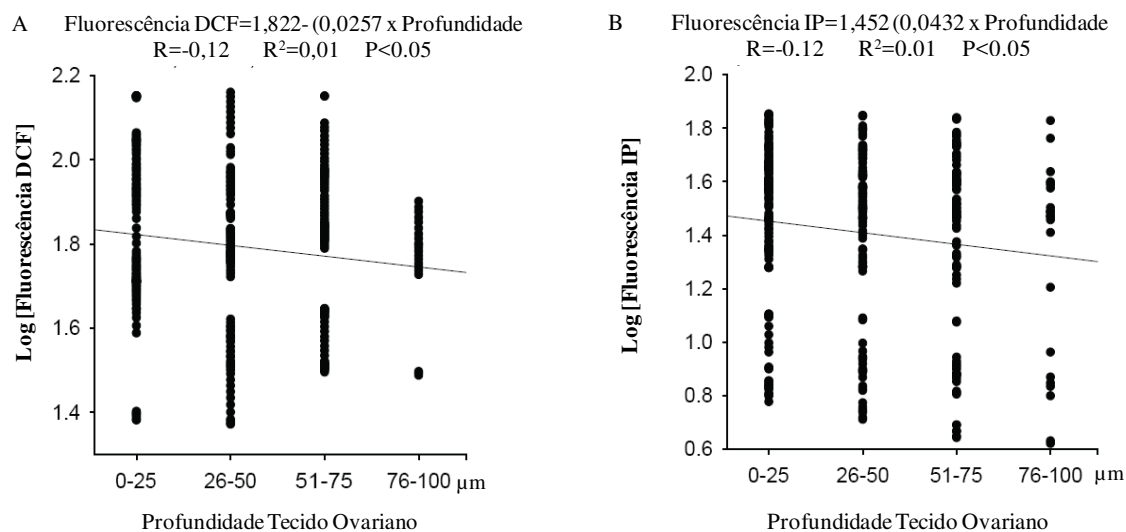 A
Fluorescência DCF=1,822- (0,0257 x Profundidade
R=-0,12 R²=0,01 P<0.05
Log [Fluorescência DCF]
2.2
2.0
1.8
1.6
1.4
0-25 26-50 51-75 76-100 µm
Profundidade Tecido Ovariano
B
Fluorescência IP=1,452 (0,0432 x Profundidade
R=-0.12 R²=0.01 P<0.05
Log [Fluorescência IP]
2.0
1.8
1.6
1.4
1.2
1.0
0.8
0.6
0-25 26-50 51-75 76-100 µm
Profundidade Tecido Ovariano